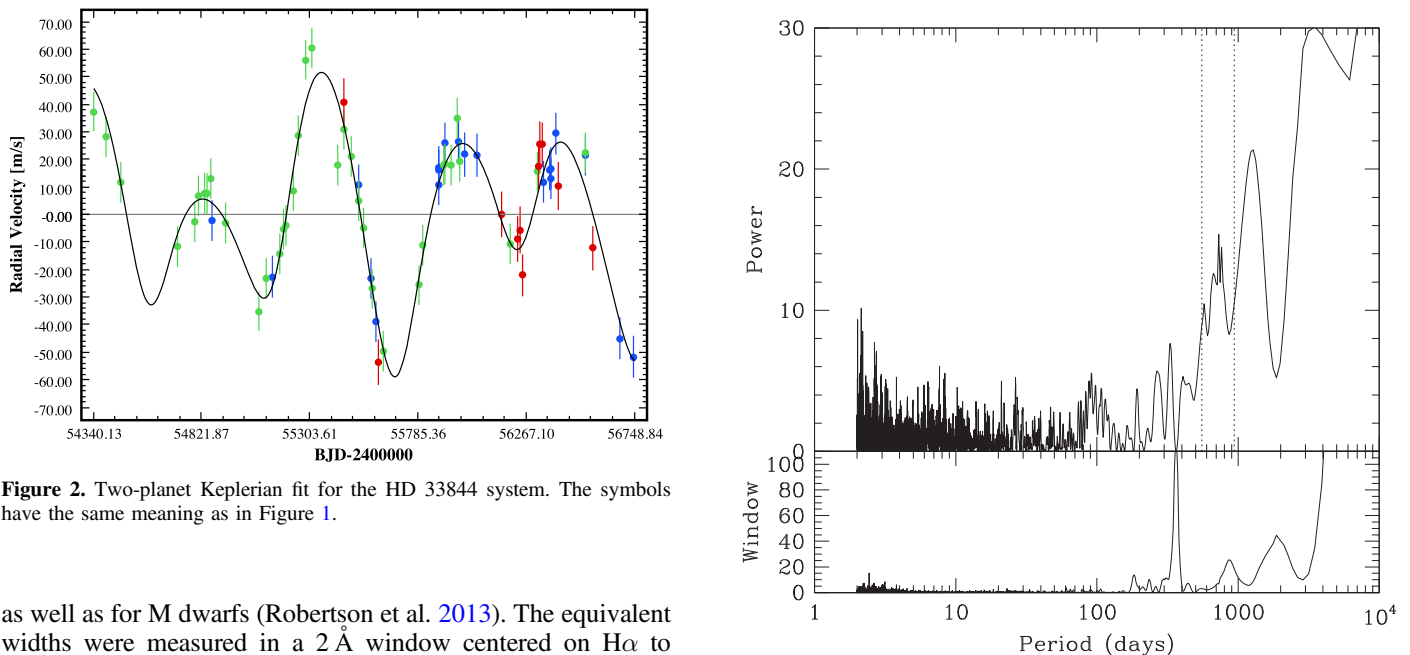 70.00
60.00
50.00
40.00
30.00
20.00
10.00
-0.00
-10.00
-20.00
-30.00
-40.00
-50.00
-60.00
-70.00
Radial Velocity [m/s]
54340.13 54821.87 55303.61 55785.36 56267.10 56748.84
BJD-2400000
Figure 2. Two-planet Keplerian fit for the HD 33844 system. The symbols
have the same meaning as in Figure 1.
as well as for M dwarfs (Robertson et al. 2013). The equivalent
widths were measured in a 2 Å window centered on Hα to
30
20
10
0
Power
100
80
60
40
20
0
Window
1 10 100 1000 10⁴
Period (days)